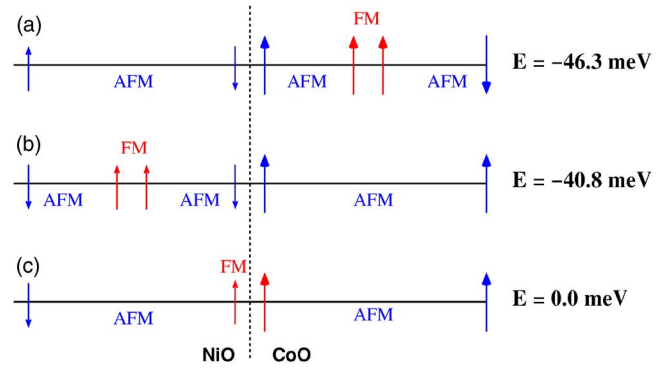 (a)
FM
AFM AFM AFM
E = −46.3 meV
(b)
FM
AFM AFM AFM
E = −40.8 meV
(c)
FM
AFM AFM
E = 0.0 meV
NiO CoO